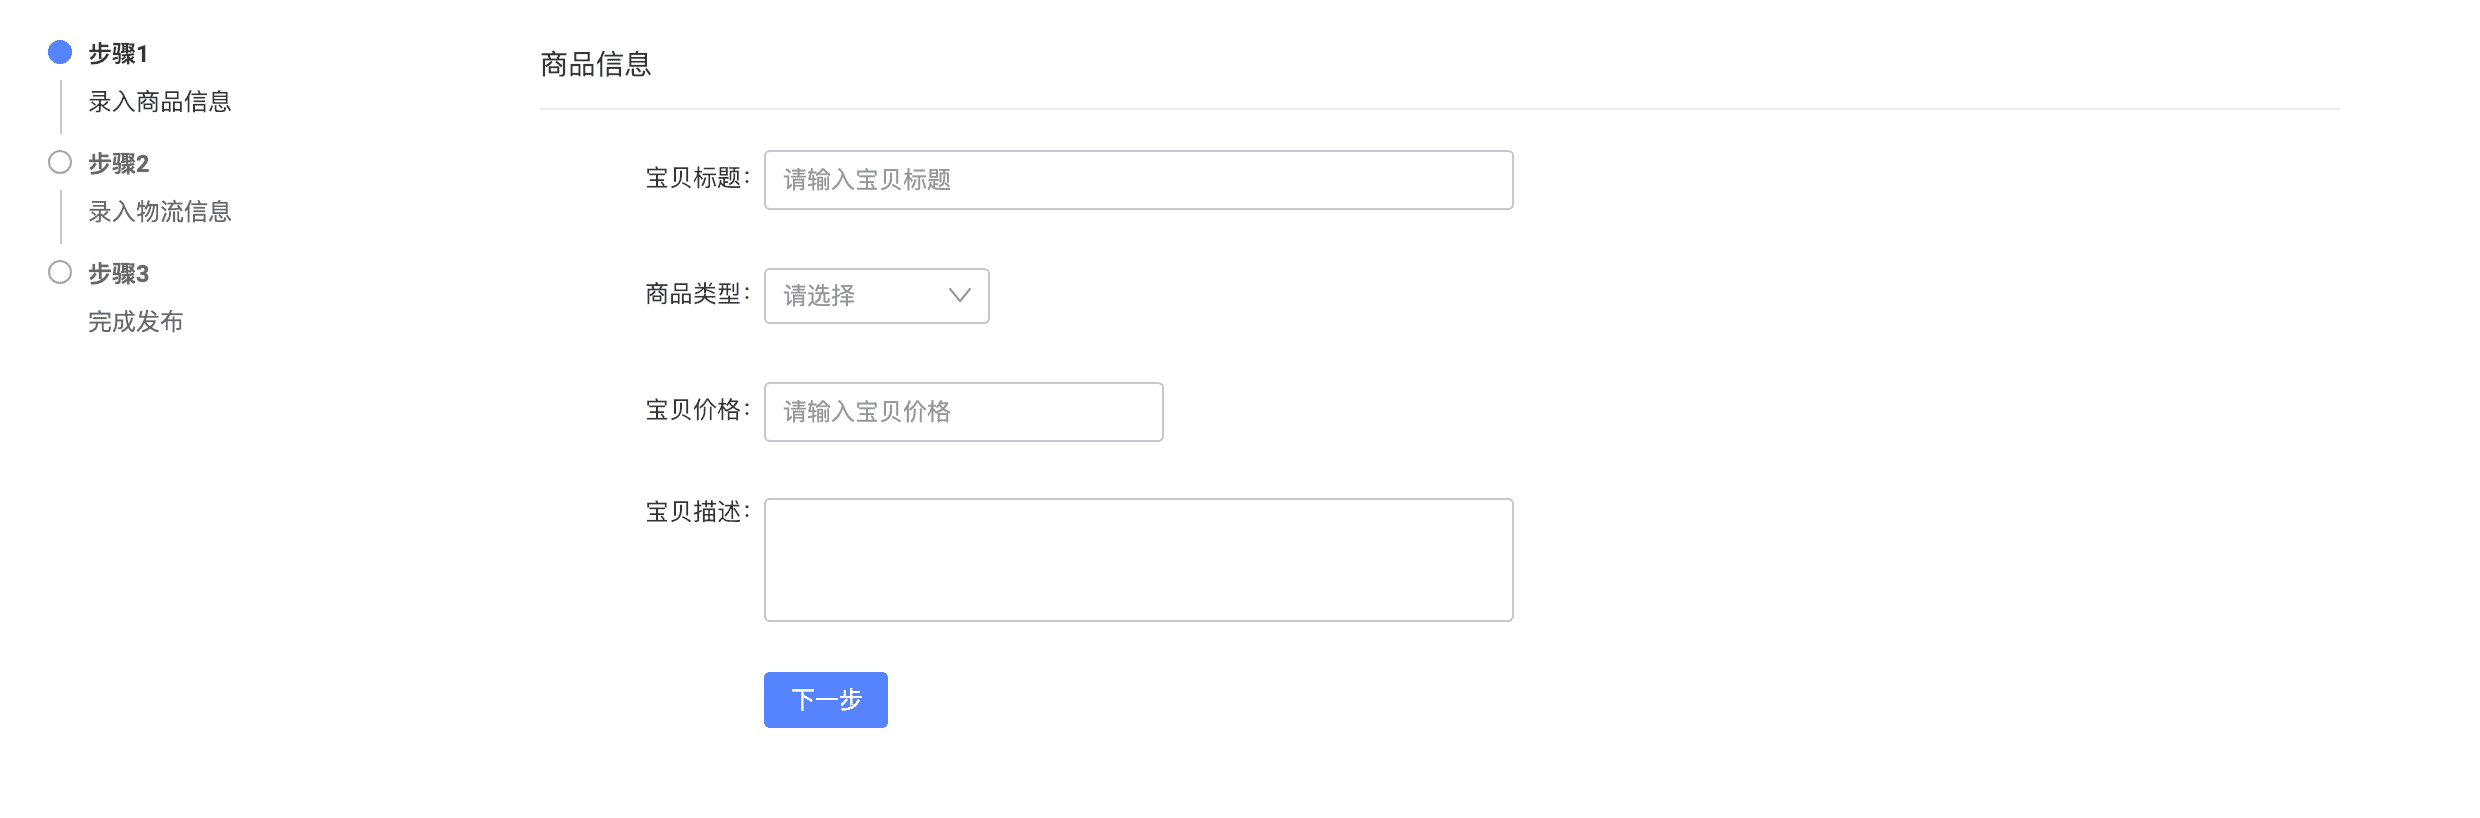 步骤1
录入商品信息
步骤2
录入物流信息
步骤3
完成发布
商品信息
宝贝标题：
请输入宝贝标题
商品类型：
请选择
宝贝价格：
请输入宝贝价格
宝贝描述：
下一步